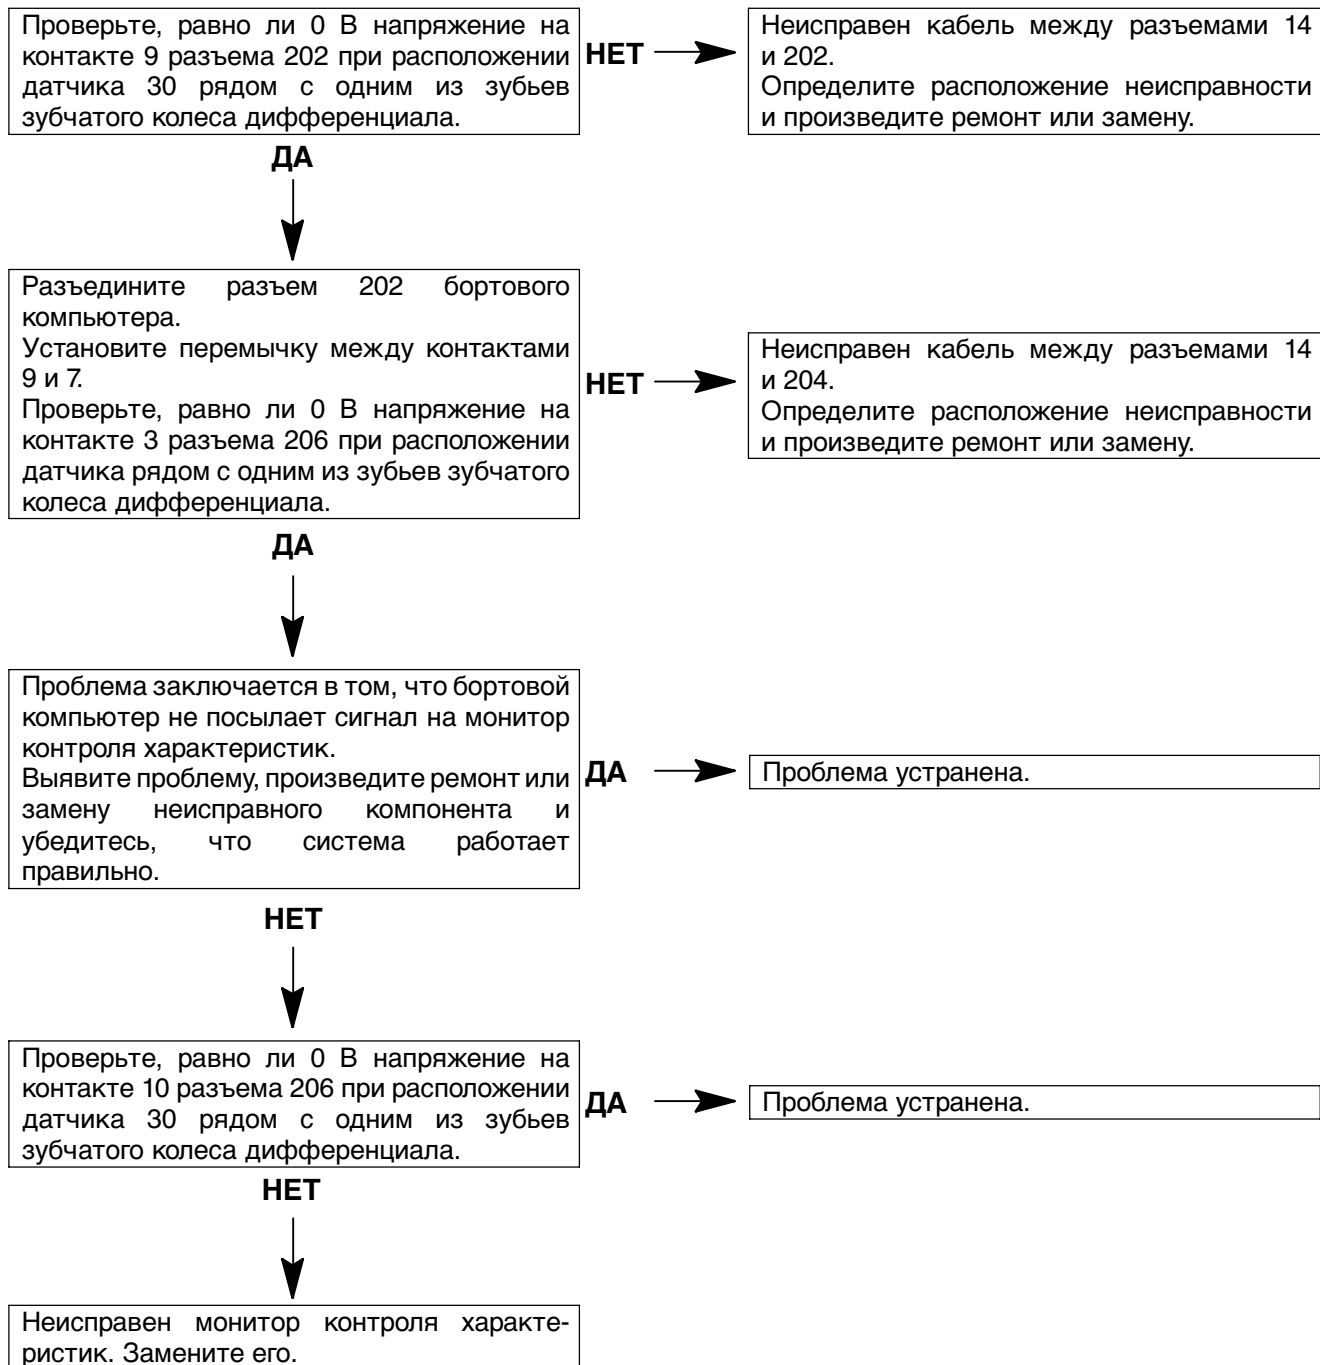 Проверьте, равно ли 0 В напряжение на
контакте 9 разъема 202 при расположении
датчика 30 рядом с одним из зубьев
зубчатого колеса дифференциала.
НЕТ
Неисправен кабель между разъемами 14
и 202.
Определите расположение неисправности
и произведите ремонт или замену.
ДА
Разъедините разъем 202 бортового
компьютера.
Установите перемычку между контактами
9 и 7.
Проверьте, равно ли 0 В напряжение на
контакте 3 разъема 206 при расположении
датчика рядом с одним из зубьев зубчатого
колеса дифференциала.
НЕТ
Неисправен кабель между разъемами 14
и 204.
Определите расположение неисправности
и произведите ремонт или замену.
ДА
Проблема заключается в том, что бортовой
компьютер не посылает сигнал на монитор
контроля характеристик.
Выявите проблему, произведите ремонт или
замену неисправного компонента и
убедитесь, что система работает
правильно.
ДА
Проблема устранена.
НЕТ
Проверьте, равно ли 0 В напряжение на
контакте 10 разъема 206 при расположении
датчика 30 рядом с одним из зубьев
зубчатого колеса дифференциала.
ДА
Проблема устранена.
НЕТ
Неисправен монитор контроля характе-
ристик. Замените его.